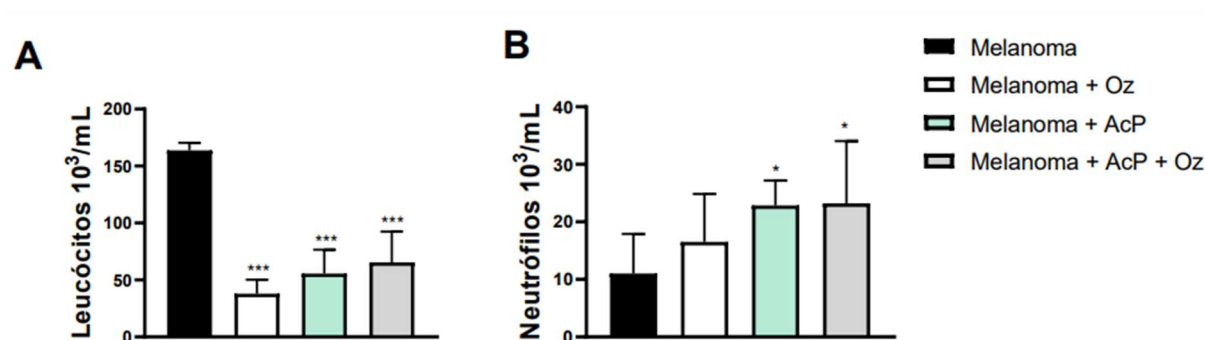 A
Leucócitos 10³/mL
200
150
100
50
0
***
***
***
B
Neutrófilos 10³/mL
40
30
20
10
0
*
*
Melanoma
Melanoma + Oz
Melanoma + AcP
Melanoma + AcP + Oz